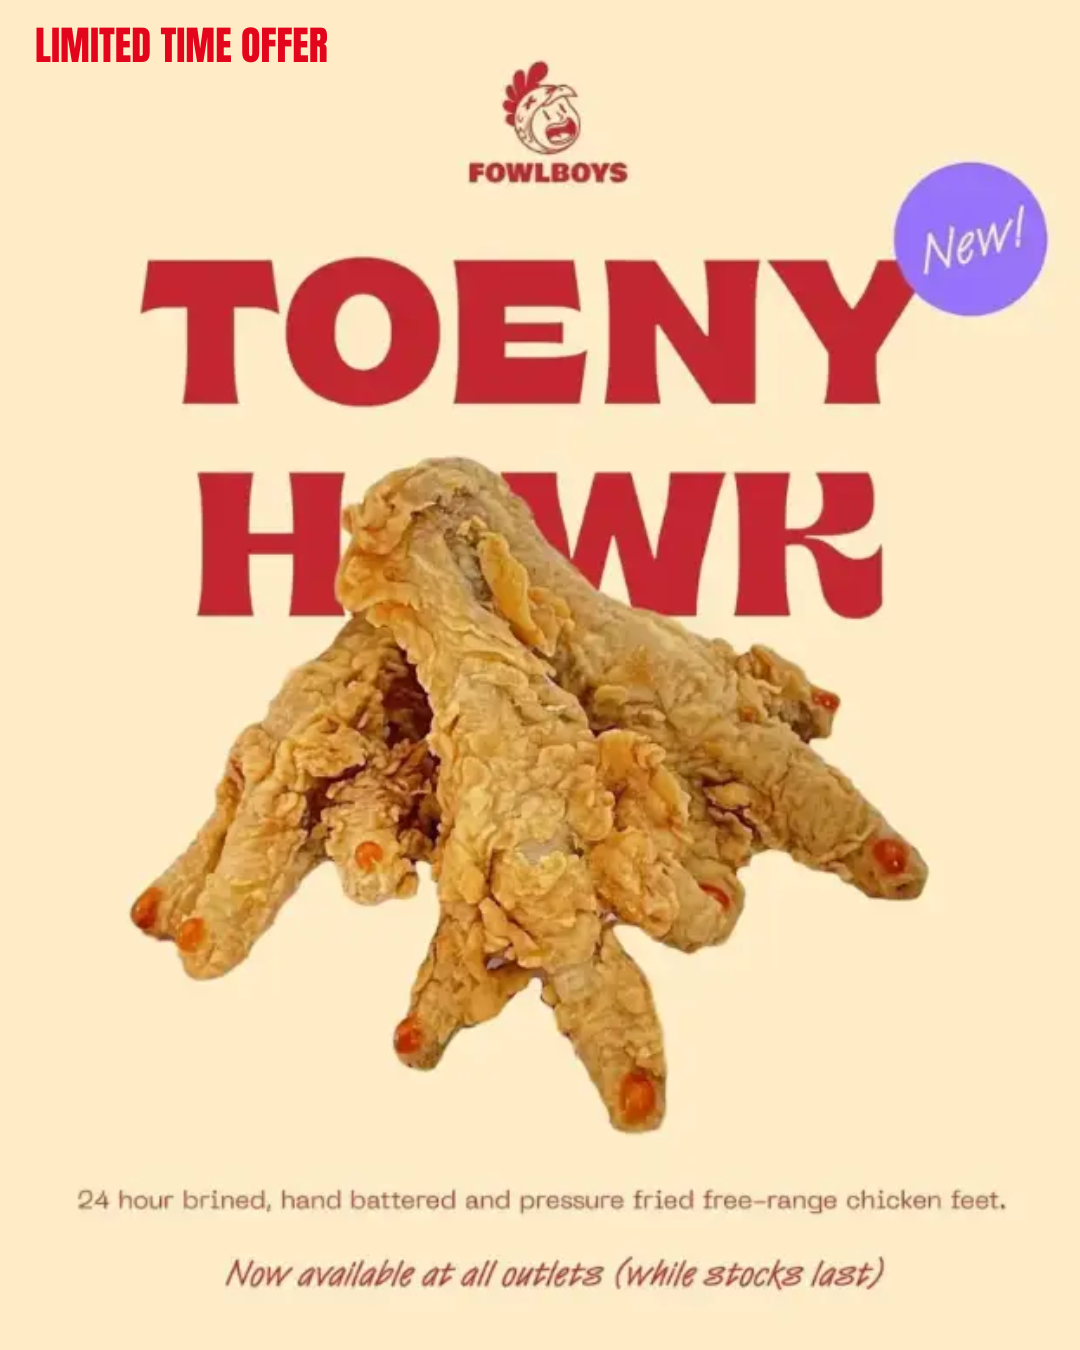 LIMITED TIME OFFER
FOWLBOYS
New!
TOENY
HAWK
24 hour brined, hand battered and pressure fried free-range chicken feet.
Now available at all outlets (while stocks last)